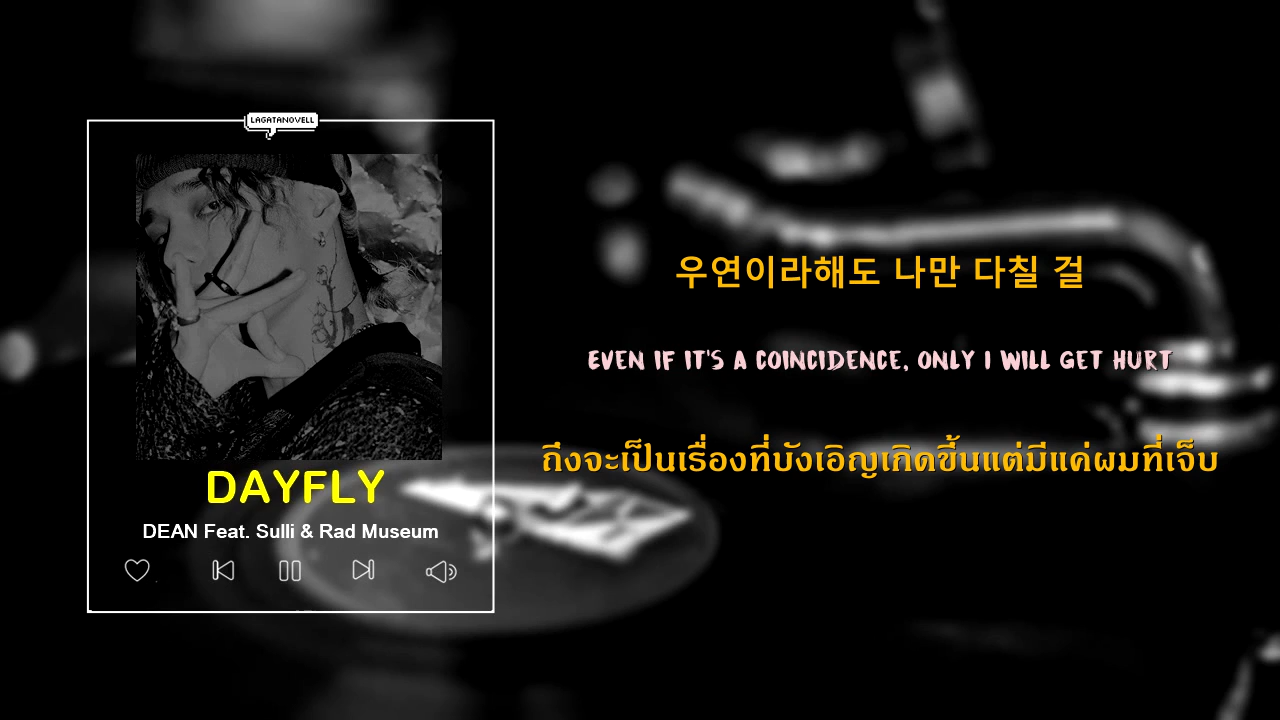 LAGATANOVELL
DAYFLY
DEAN Feat. Sulli & Rad Museum
우연이라해도 나만 다칠 걸
EVEN IF IT'S A COINCIDENCE, ONLY I WILL GET HURT
ถึงจะเป็นเรื่องที่บังเอิญเกิดขึ้นแต่มีแค่ผมที่เจ็บ